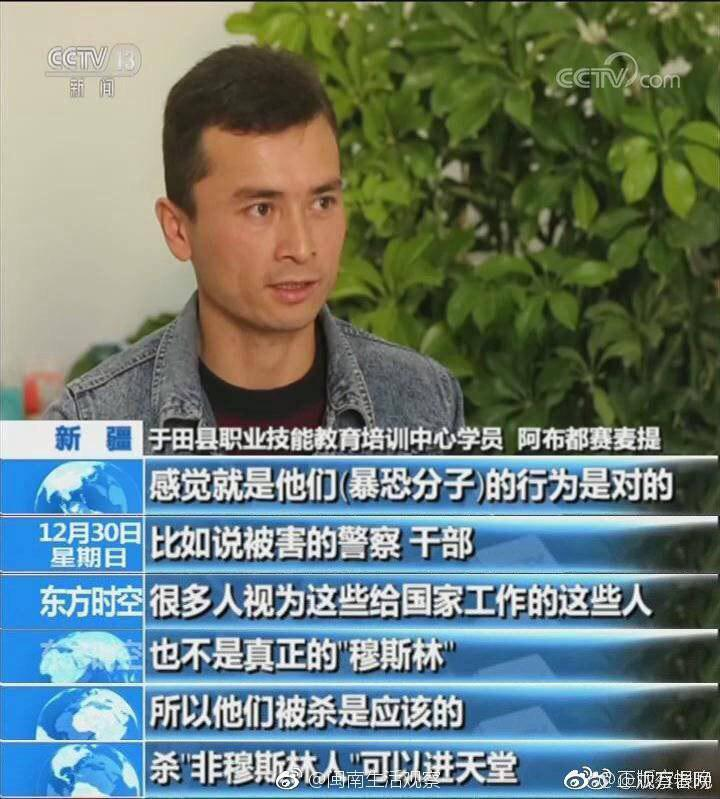 CCTV 13
新闻
CCTV.com
新疆 于田县职业技能教育培训中心学员 阿布都赛麦提
感觉就是他们(暴恐分子)的行为是对的
12月30日
星期日
比如说被害的警察 干部
东方时空
很多人视为这些给国家工作的这些人
也不是真正的"穆斯林"
所以他们被杀是应该的
杀"非穆斯林人"可以进天堂
@闽南生活观察